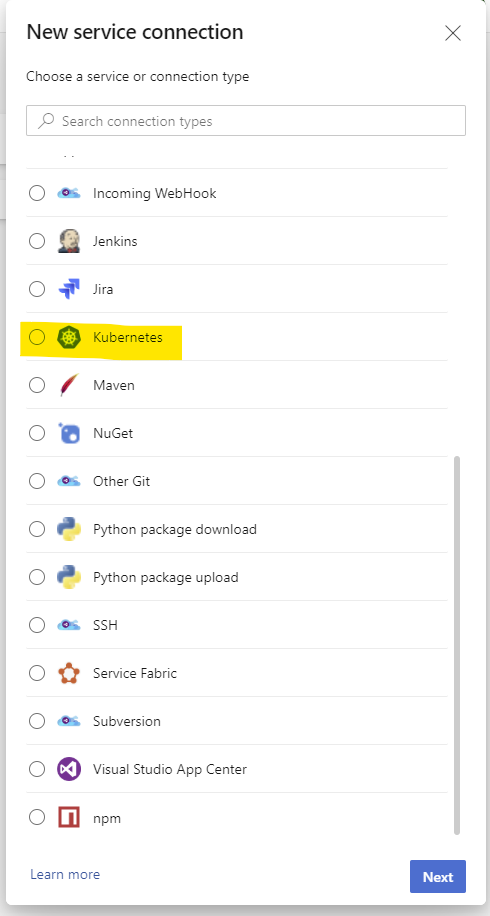 New service connection
Choose a service or connection type
Search connection types
Incoming WebHook
Jenkins
Jira
Kubernetes
Maven
NuGet
Other Git
Python package download
Python package upload
SSH
Service Fabric
Subversion
Visual Studio App Center
npm
Learn more
Next